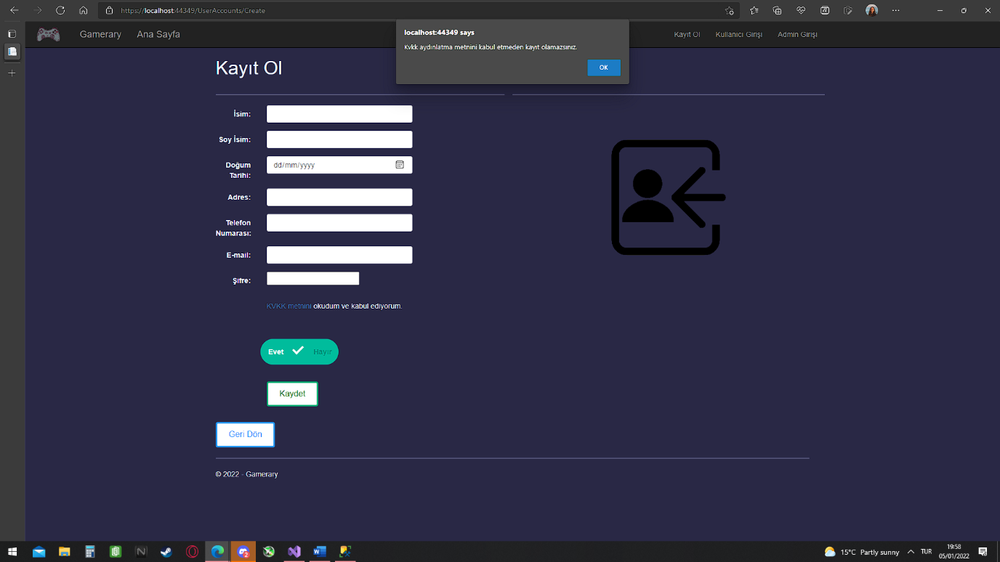 https://localhost:44349/UserAccounts/Create
localhost:44349 says
Kvkk aydınlatma metnini kabul etmeden kayıt olamazsınız.
OK
Gamerary
Ana Sayfa
Kayıt Ol
Kullanıcı Girişi
Admin Girişi
Kayıt Ol
İsim:
Soy İsim:
Doğum
Tarihi:
dd/mm/yyyy
Adres:
Telefon
Numarası:
E-mail:
Şifre:
KVKK metnini okudum ve kabul ediyorum.
Evet
Hayır
Kaydet
Geri Dön
© 2022 - Gamerary
2
15°C Partly sunny
TUR
19:58
05/01/2022